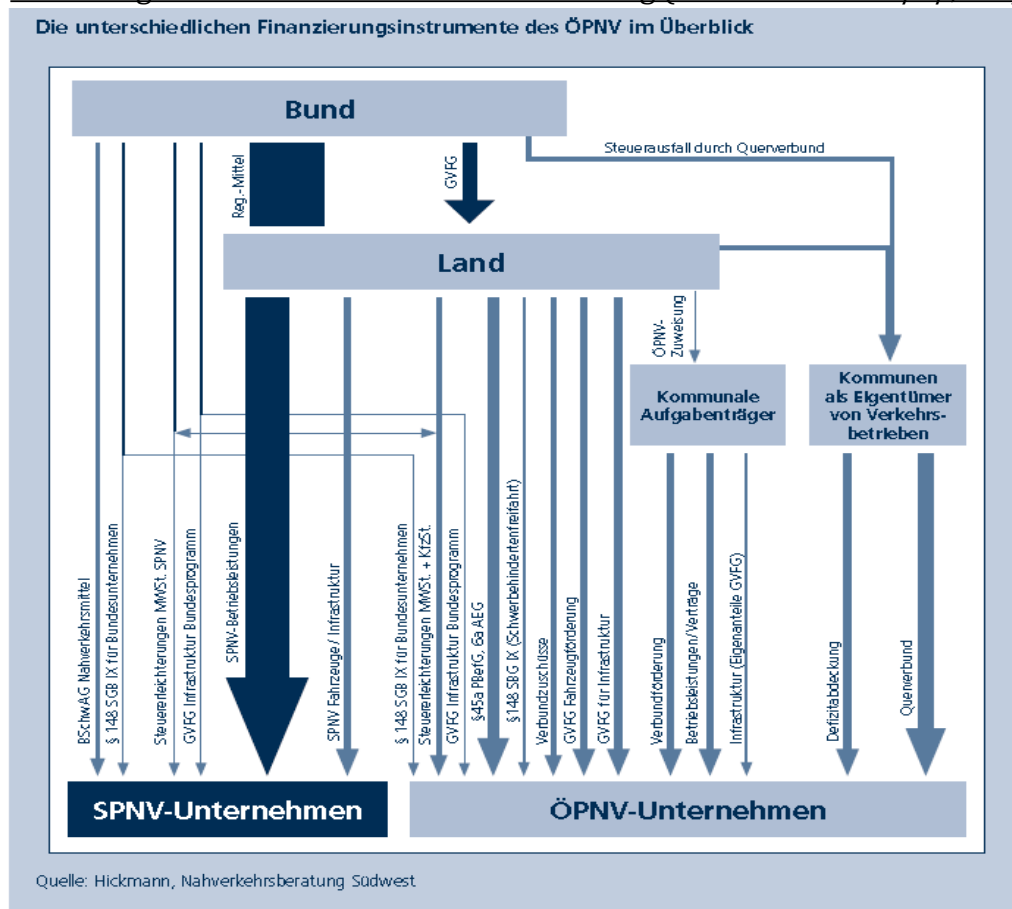 Die unterschiedlichen Finanzierungsinstrumente des ÖPNV im Überblick
Bund
Steuerausfall durch Querverbund
Reg.-Mittel
GVFG
Land
ÖPNV-
Zuweisung
Kommunale
Aufgabenträger
Kommunen
als Eigentümer
von Verkehrs-
betrieben
BSchwAG Nahverkehrsmittel
§ 148 SGB IX für Bundesunternehmen
Steuererleichterungen MWSt. SPNV
GVFG Infrastruktur Bundesprogramm
SPNV-Betriebsleistungen
SPNV Fahrzeuge/ Infrastruktur
§ 148 SGB IX für Bundesunternehmen
Steuererleichterungen MWSt. + KfzSt.
GVFG Infrastruktur Bundesprogramm
§45a PBefG, 6a AEG
§148 SBG IX (Schwerbehindertenfreifahrt)
Verbundzuschüsse
GVFG Fahrzeugförderung
GVFG für Infrastruktur
Verbundförderung
Betriebsleistungen/Verträge
Infrastruktur (Eigenanteile GVFG)
Defizitabdeckung
Querverbund
SPNV-Unternehmen
ÖPNV-Unternehmen
Quelle: Hickmann, Nahverkehrsberatung Südwest